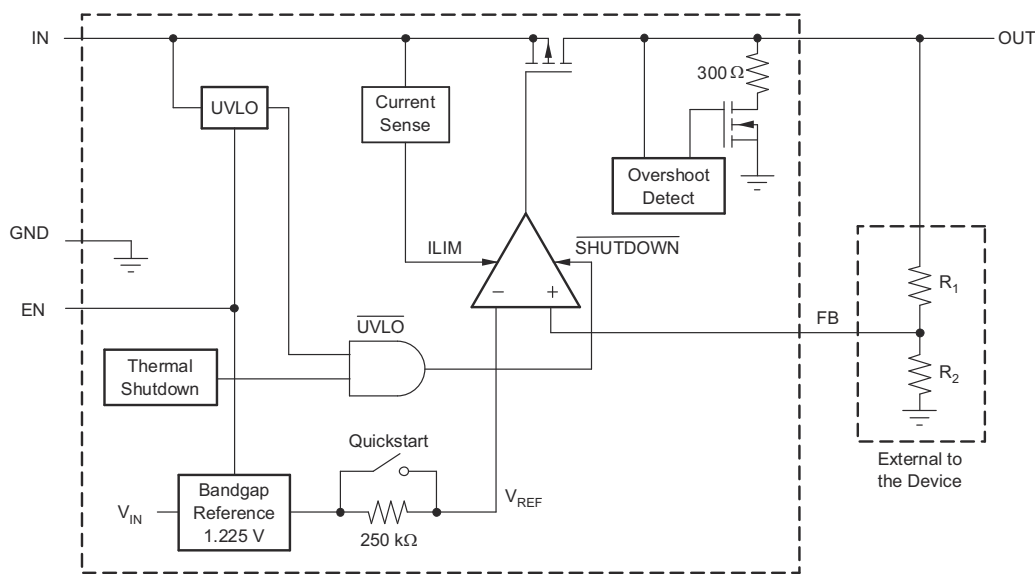 IN
OUT
300 Ω
UVLO
Current
Sense
Overshoot
Detect
GND
ILIM
SHUTDOWN
− +
R1
EN
UVLO
FB
Thermal
Shutdown
R2
Quickstart
External to
the Device
VIN
Bandgap
Reference
1.225 V
VREF
250 kΩ